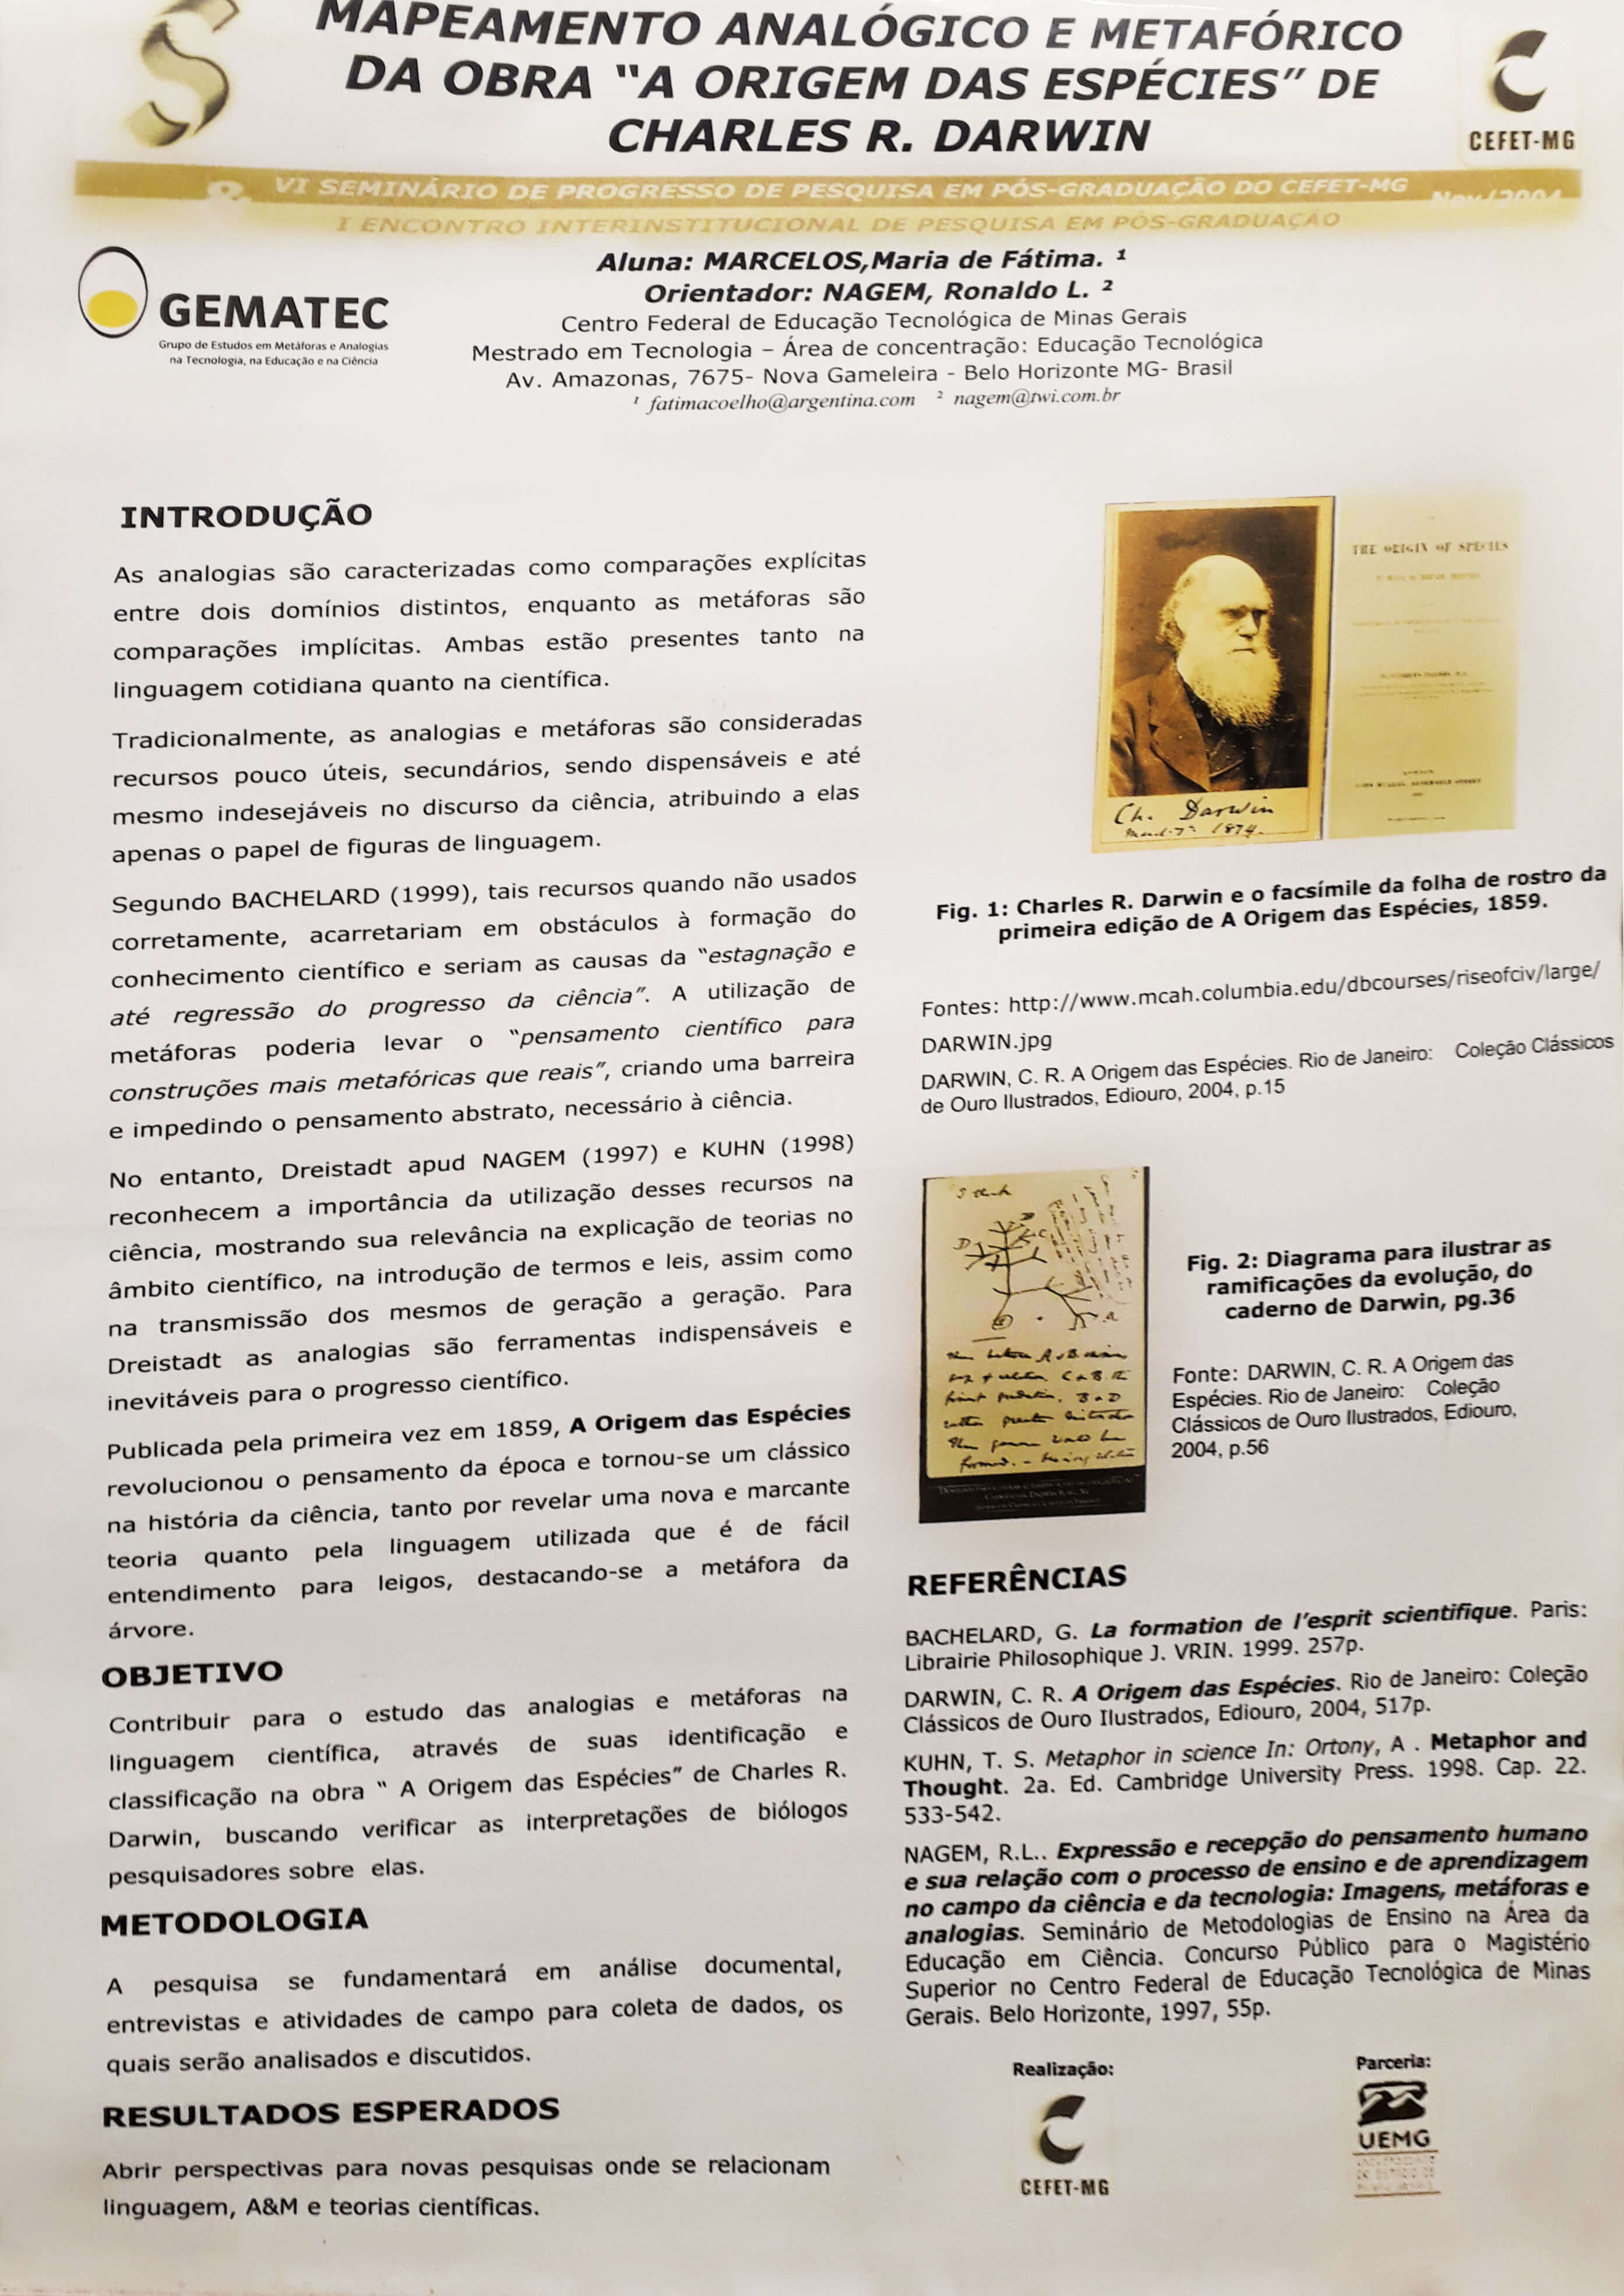 MAPEAMENTO ANALÓGICO E METAFÓRICO
DA OBRA “A ORIGEM DAS ESPÉCIES” DE
CHARLES R. DARWIN
CEFET-MG
VI SEMINÁRIO DE PROGRESSO DE PESQUISA EM PÓS-GRADUAÇÃO DO CEFET-MG
Nov/2004
&
I ENCONTRO INTERINSTITUCIONAL DE PESQUISA EM PÓS-GRADUAÇÃO
GEMATEC
Grupo de Estudos em Metáforas e Analogias
na Tecnologia, na Educação e na Ciência
Aluna: MARCELOS,Maria de Fátima. ¹
Orientador: NAGEM, Ronaldo L. ²
Centro Federal de Educação Tecnológica de Minas Gerais
Mestrado em Tecnologia – Área de concentração: Educação Tecnológica
Av. Amazonas, 7675- Nova Gameleira - Belo Horizonte MG- Brasil
¹ fatimacoelho@argentina.com ² nagem@twi.com.br
INTRODUÇÃO
As analogias são caracterizadas como comparações explícitas
entre dois domínios distintos, enquanto as metáforas são
comparações implícitas. Ambas estão presentes tanto na
linguagem cotidiana quanto na científica.
Tradicionalmente, as analogias e metáforas são consideradas
recursos pouco úteis, secundários, sendo dispensáveis e até
mesmo indesejáveis no discurso da ciência, atribuindo a elas
apenas o papel de figuras de linguagem.
Segundo BACHELARD (1999), tais recursos quando não usados
corretamente, acarretariam em obstáculos à formação do
conhecimento científico e seriam as causas da “estagnação e
até regressão do progresso da ciência”. A utilização de
metáforas poderia levar o “pensamento científico para
construções mais metafóricas que reais”, criando uma barreira
e impedindo o pensamento abstrato, necessário à ciência.
No entanto, Dreistadt apud NAGEM (1997) e KUHN (1998)
reconhecem a importância da utilização desses recursos na
ciência, mostrando sua relevância na explicação de teorias no
âmbito científico, na introdução de termos e leis, assim como
na transmissão dos mesmos de geração a geração. Para
Dreistadt as analogias são ferramentas indispensáveis e
inevitáveis para o progresso científico.
Publicada pela primeira vez em 1859, A Origem das Espécies
revolucionou o pensamento da época e tornou-se um clássico
na história da ciência, tanto por revelar uma nova e marcante
teoria quanto pela linguagem utilizada que é de fácil
entendimento para leigos, destacando-se a metáfora da
árvore.
OBJETIVO
Contribuir para o estudo das analogias e metáforas na
linguagem científica, através de suas identificação e
classificação na obra “ A Origem das Espécies” de Charles R.
Darwin, buscando verificar as interpretações de biólogos
pesquisadores sobre elas.
METODOLOGIA
A pesquisa se fundamentará em análise documental,
entrevistas e atividades de campo para coleta de dados, os
quais serão analisados e discutidos.
RESULTADOS ESPERADOS
Abrir perspectivas para novas pesquisas onde se relacionam
linguagem, A&M e teorias científicas.
THE ORIGIN OF SPECIES
LONDON
Ch. Darwin
1874.
Fig. 1: Charles R. Darwin e o facsímile da folha de rostro da
primeira edição de A Origem das Espécies, 1859.
Fontes: http://www.mcah.columbia.edu/dbcourses/riseofciv/large/
DARWIN.jpg
DARWIN, C. R. A Origem das Espécies. Rio de Janeiro: Coleção Clássicos
de Ouro Ilustrados, Ediouro, 2004, p.15
I think
Fig. 2: Diagrama para ilustrar as
ramificações da evolução, do
caderno de Darwin, pg.36
Fonte: DARWIN, C. R. A Origem das
Espécies. Rio de Janeiro: Coleção
Clássicos de Ouro Ilustrados, Ediouro,
2004, p.56
REFERÊNCIAS
BACHELARD, G. La formation de l’esprit scientifique. Paris:
Librairie Philosophique J. VRIN. 1999. 257p.
DARWIN, C. R. A Origem das Espécies. Rio de Janeiro: Coleção
Clássicos de Ouro Ilustrados, Ediouro, 2004, 517p.
KUHN, T. S. Metaphor in science In: Ortony, A . Metaphor and
Thought. 2a. Ed. Cambridge University Press. 1998. Cap. 22.
533-542.
NAGEM, R.L.. Expressão e recepção do pensamento humano
e sua relação com o processo de ensino e de aprendizagem
no campo da ciência e da tecnologia: Imagens, metáforas e
analogias. Seminário de Metodologias de Ensino na Área da
Educação em Ciência. Concurso Público para o Magistério
Superior no Centro Federal de Educação Tecnológica de Minas
Gerais. Belo Horizonte, 1997, 55p.
Realização:
CEFET-MG
Parceria:
UEMG